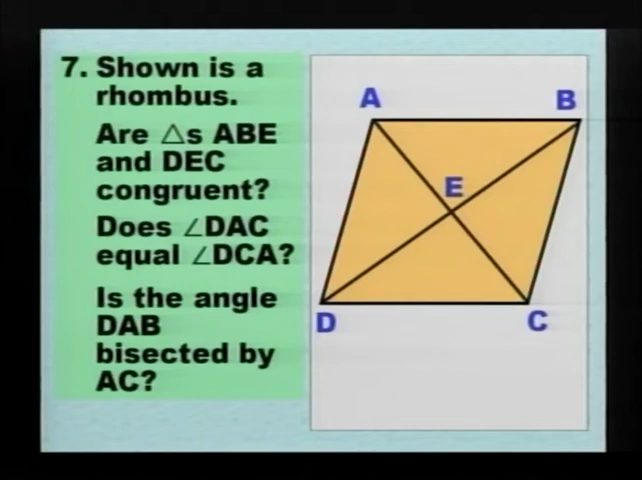 7. Shown is a
rhombus.
Are △s ABE
and DEC
congruent?
Does ∠DAC
equal ∠DCA?
Is the angle
DAB
bisected by
AC?
A
B
E
D
C